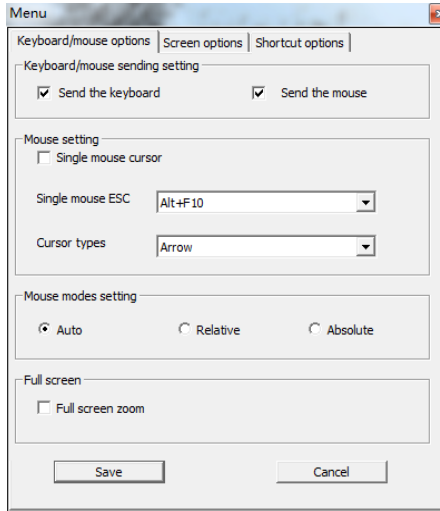 Menu
Keyboard/mouse options Screen options Shortcut options
Keyboard/mouse sending setting
Send the keyboard Send the mouse
Mouse setting
Single mouse cursor
Single mouse ESC Alt+F10
Cursor types Arrow
Mouse modes setting
Auto Relative Absolute
Full screen
Full screen zoom
Save Cancel